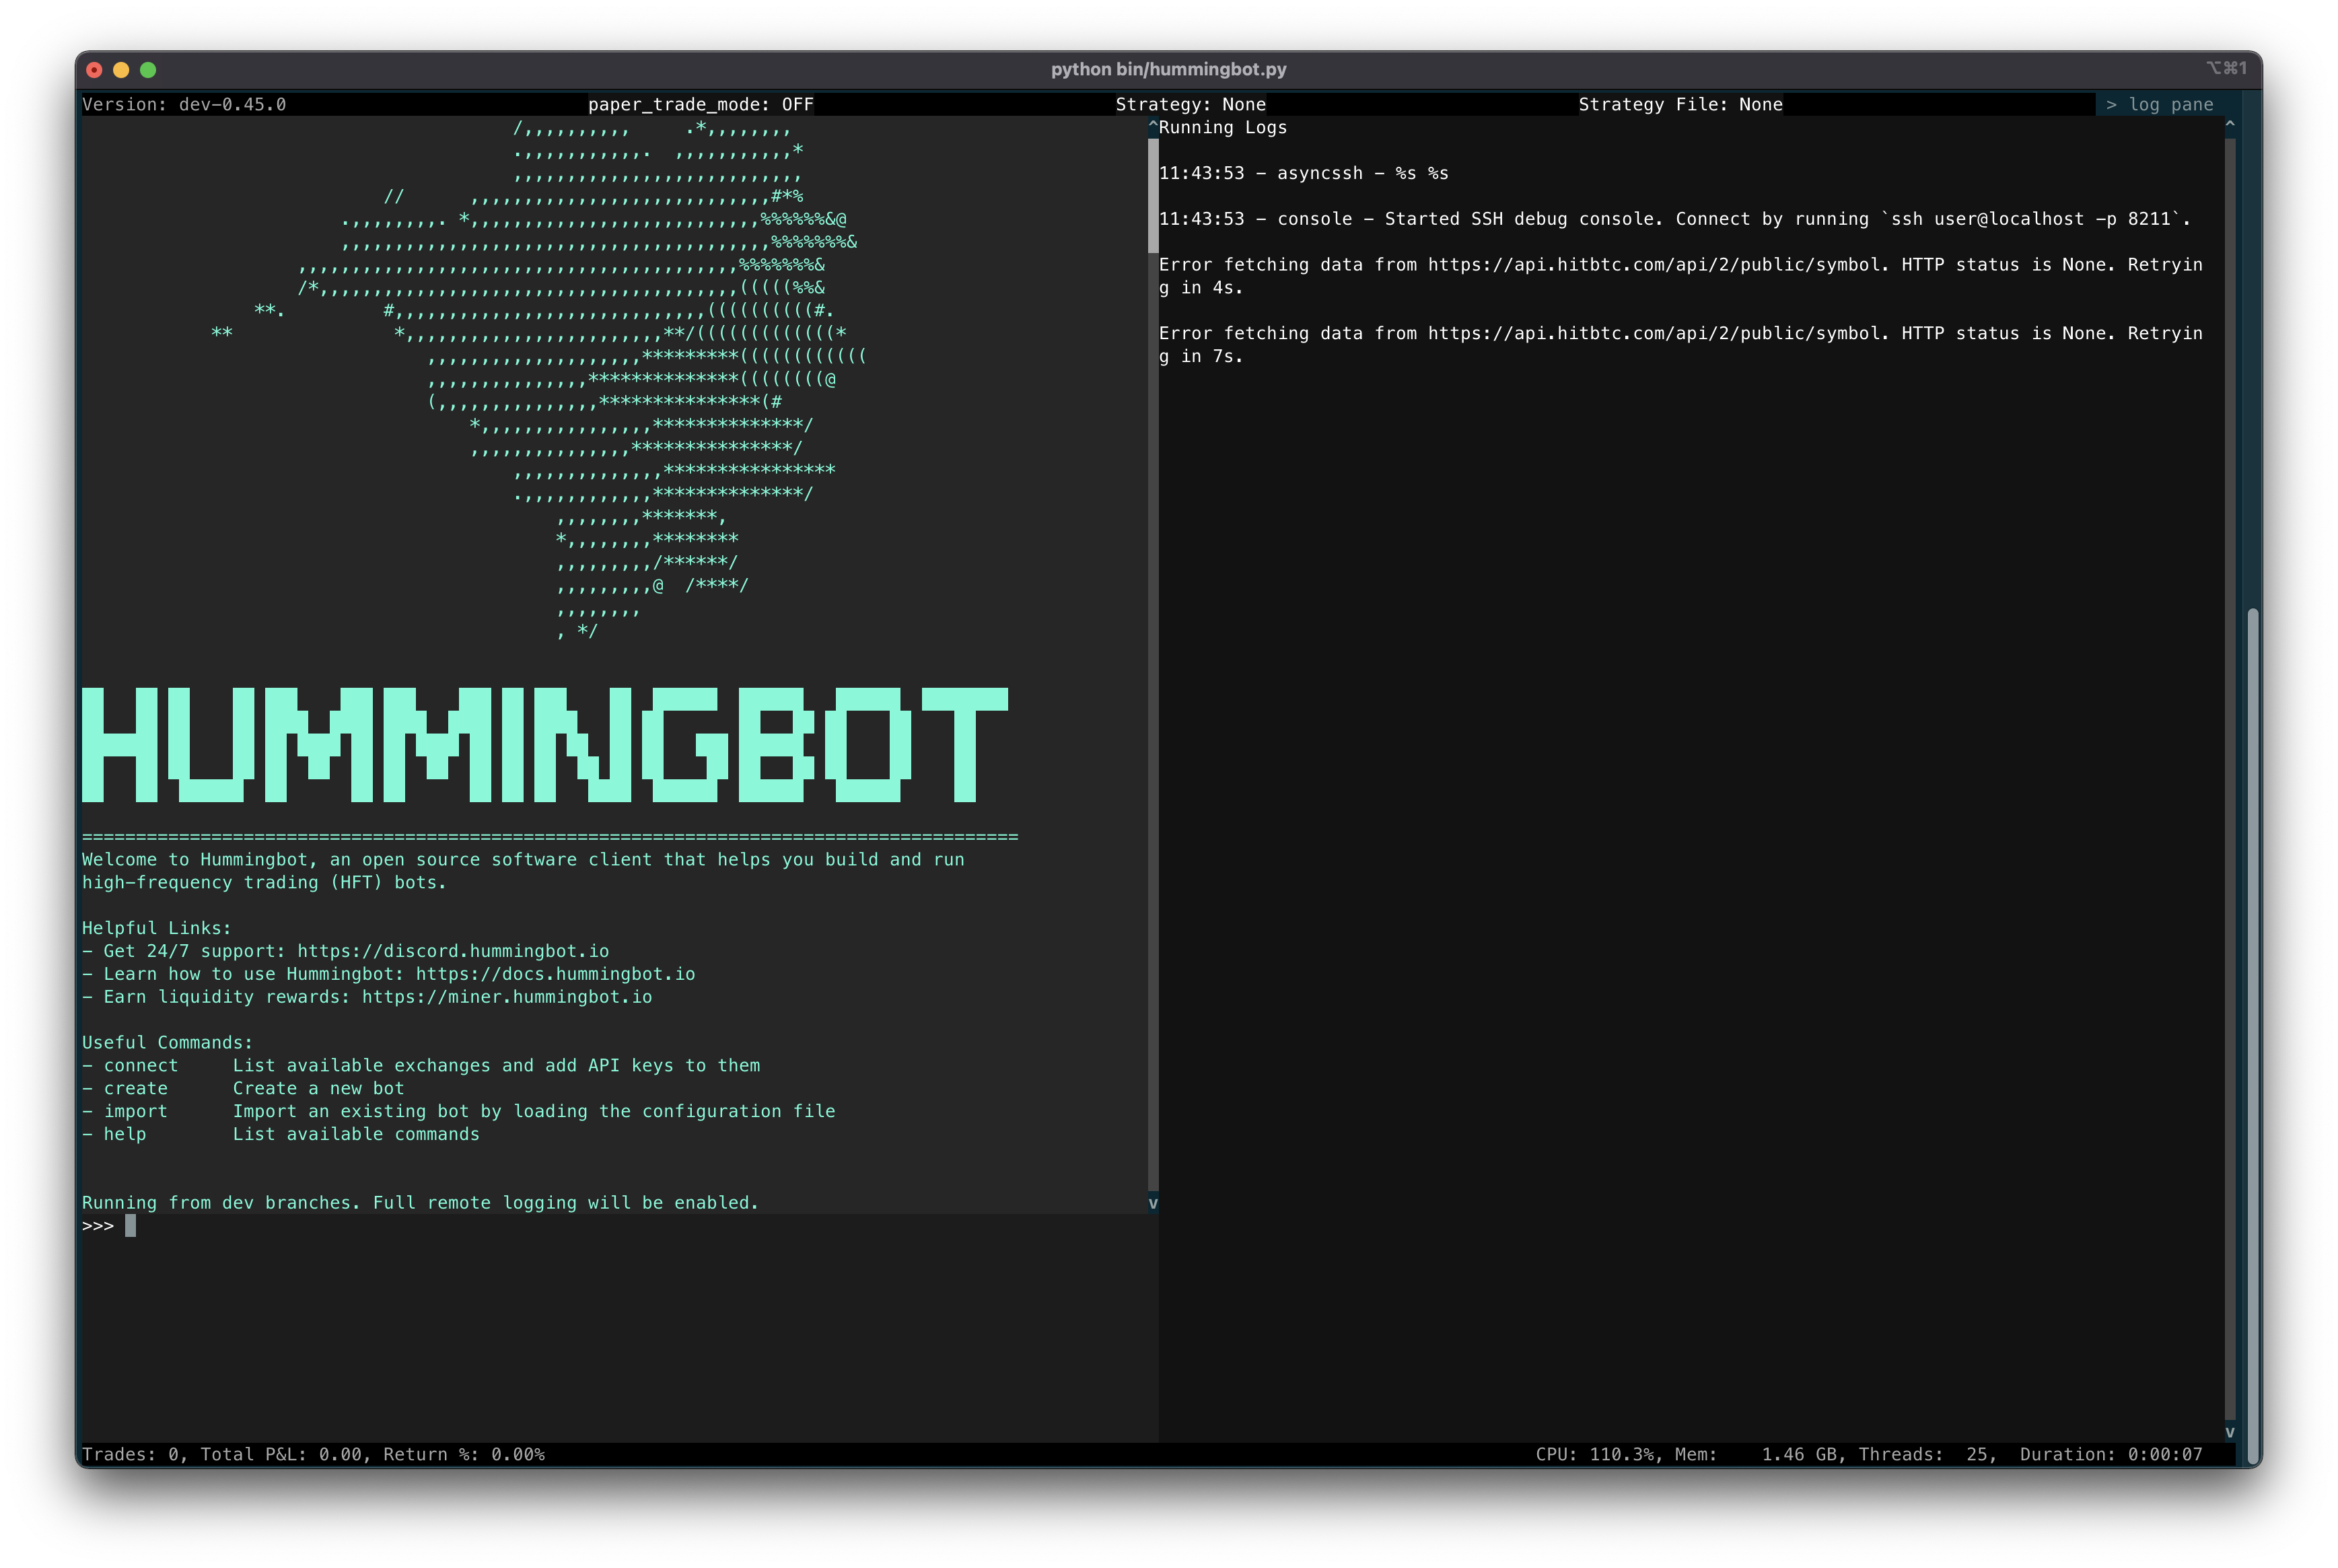 python bin/hummingbot.py
⌥⌘1
Version: dev-0.45.0 paper_trade_mode: OFF Strategy: None Strategy File: None > log pane
HUMMINGBOT
=======================================================================================
Welcome to Hummingbot, an open source software client that helps you build and run
high-frequency trading (HFT) bots.
Helpful Links:
- Get 24/7 support: https://discord.hummingbot.io
- Learn how to use Hummingbot: https://docs.hummingbot.io
- Earn liquidity rewards: https://miner.hummingbot.io
Useful Commands:
- connect List available exchanges and add API keys to them
- create Create a new bot
- import Import an existing bot by loading the configuration file
- help List available commands
Running from dev branches. Full remote logging will be enabled.
>>>
Running Logs
11:43:53 - asyncssh - %s %s
11:43:53 - console - Started SSH debug console. Connect by running `ssh user@localhost -p 8211`.
Error fetching data from https://api.hitbtc.com/api/2/public/symbol. HTTP status is None. Retryin
g in 4s.
Error fetching data from https://api.hitbtc.com/api/2/public/symbol. HTTP status is None. Retryin
g in 7s.
Trades: 0, Total P&L: 0.00, Return %: 0.00% CPU: 110.3%, Mem: 1.46 GB, Threads: 25, Duration: 0:00:07